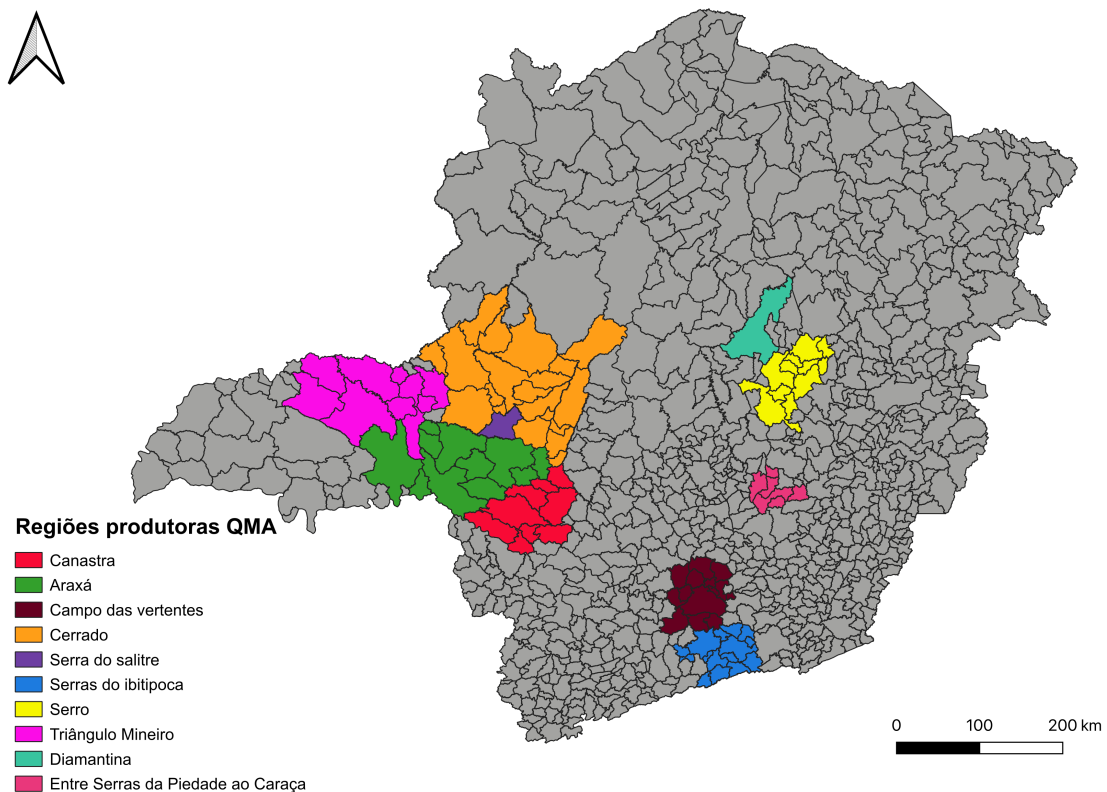 Regiões produtoras QMA
Canastra
Araxá
Campo das vertentes
Cerrado
Serra do salitre
Serras do ibitipoca
Serro
Triângulo Mineiro
Diamantina
Entre Serras da Piedade ao Caraça
0 100 200 km